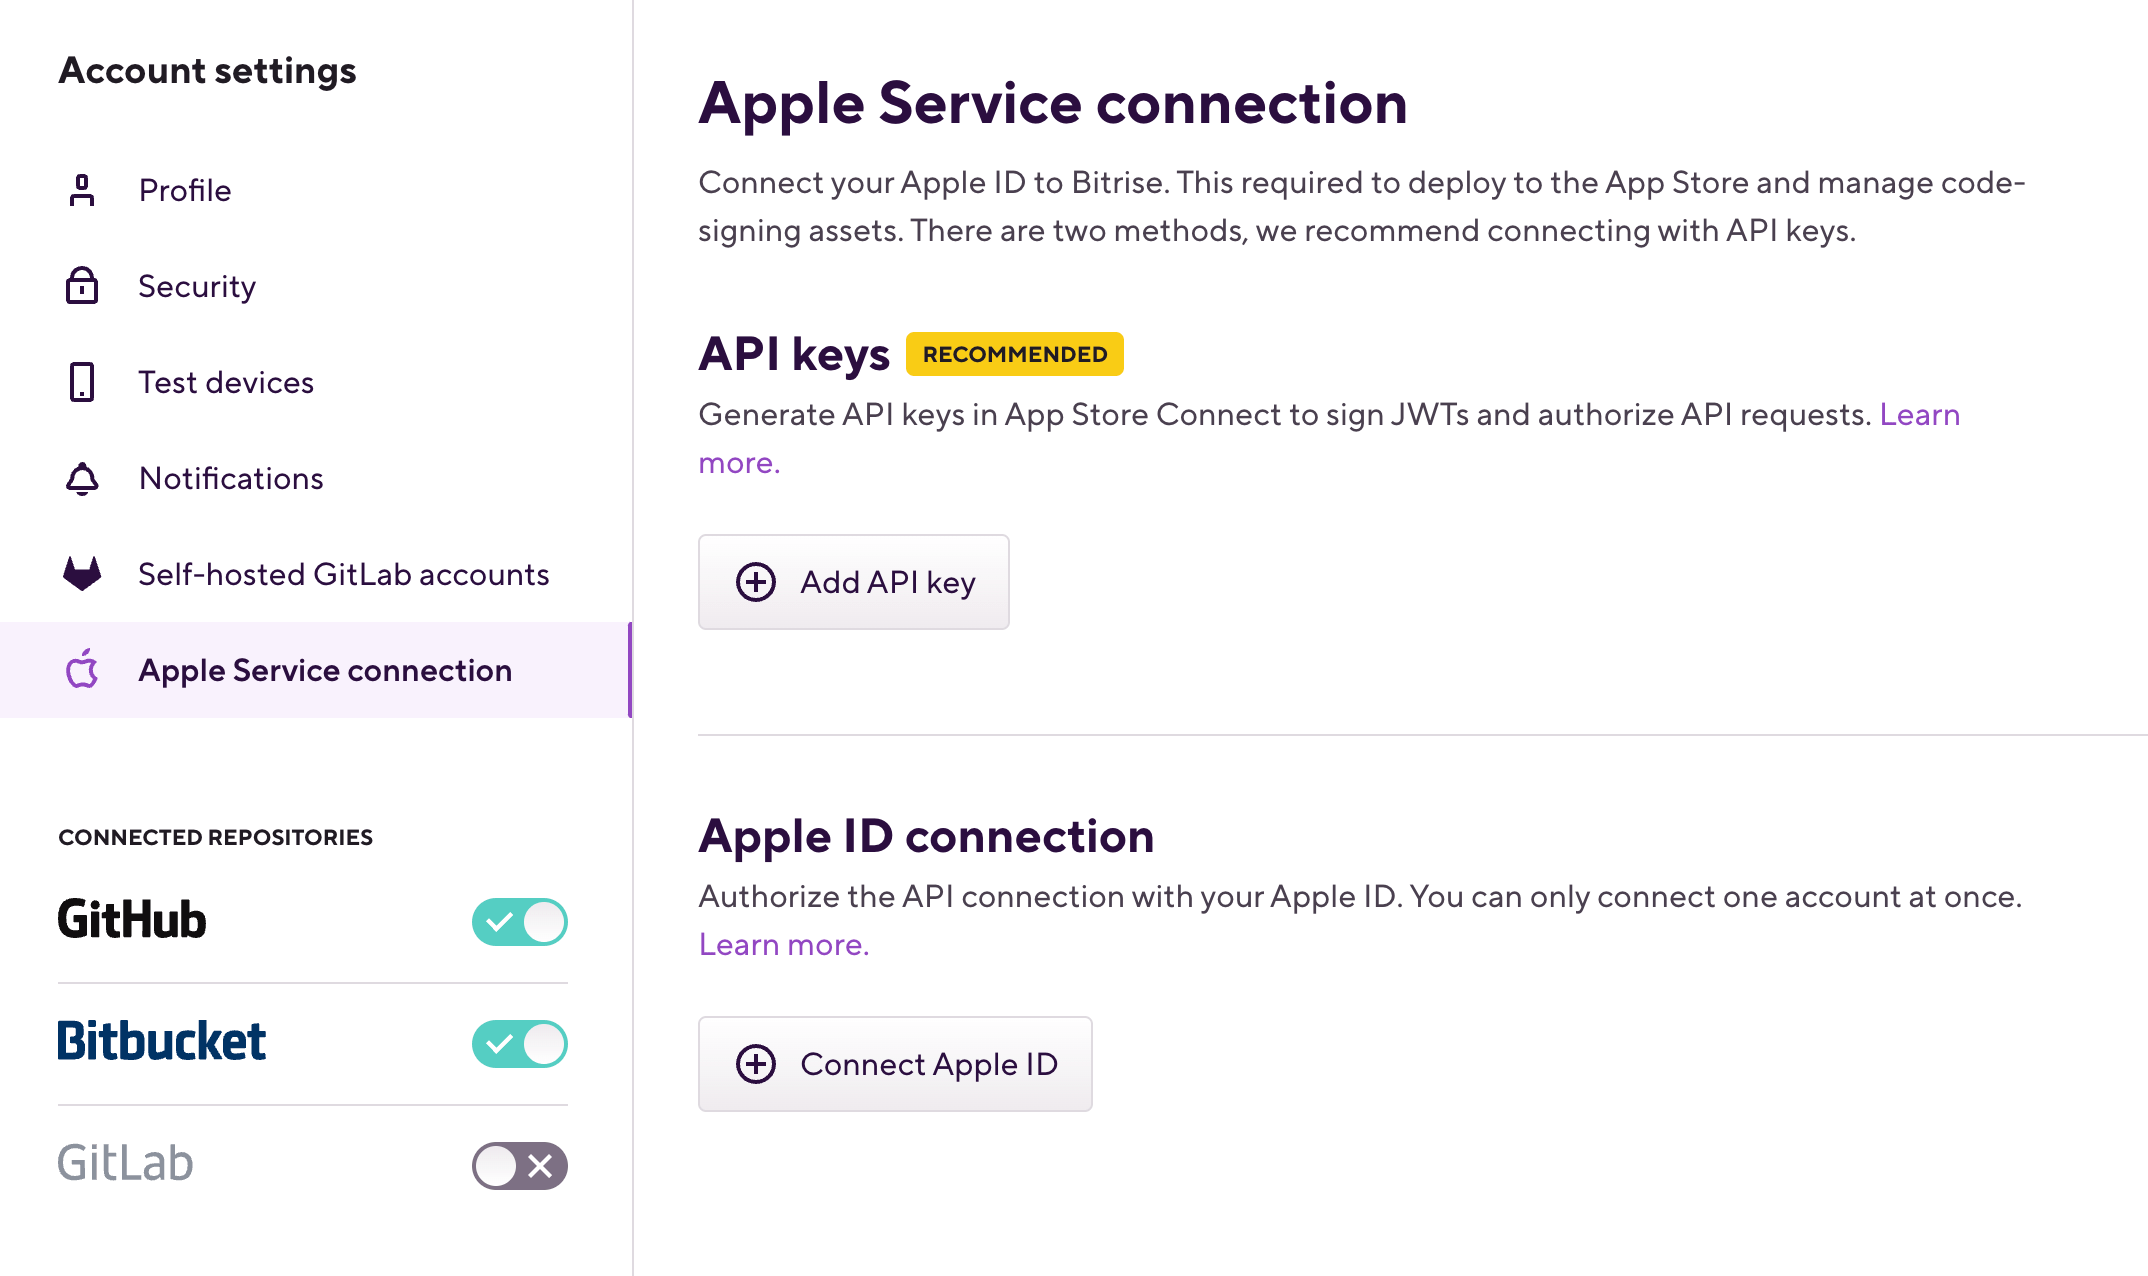 Account settings
Profile
Security
Test devices
Notifications
Self-hosted GitLab accounts
Apple Service connection
CONNECTED REPOSITORIES
GitHub
Bitbucket
GitLab
Apple Service connection
Connect your Apple ID to Bitrise. This required to deploy to the App Store and manage code-
signing assets. There are two methods, we recommend connecting with API keys.
API keys RECOMMENDED
Generate API keys in App Store Connect to sign JWTs and authorize API requests. Learn
more.
Add API key
Apple ID connection
Authorize the API connection with your Apple ID. You can only connect one account at once.
Learn more.
Connect Apple ID